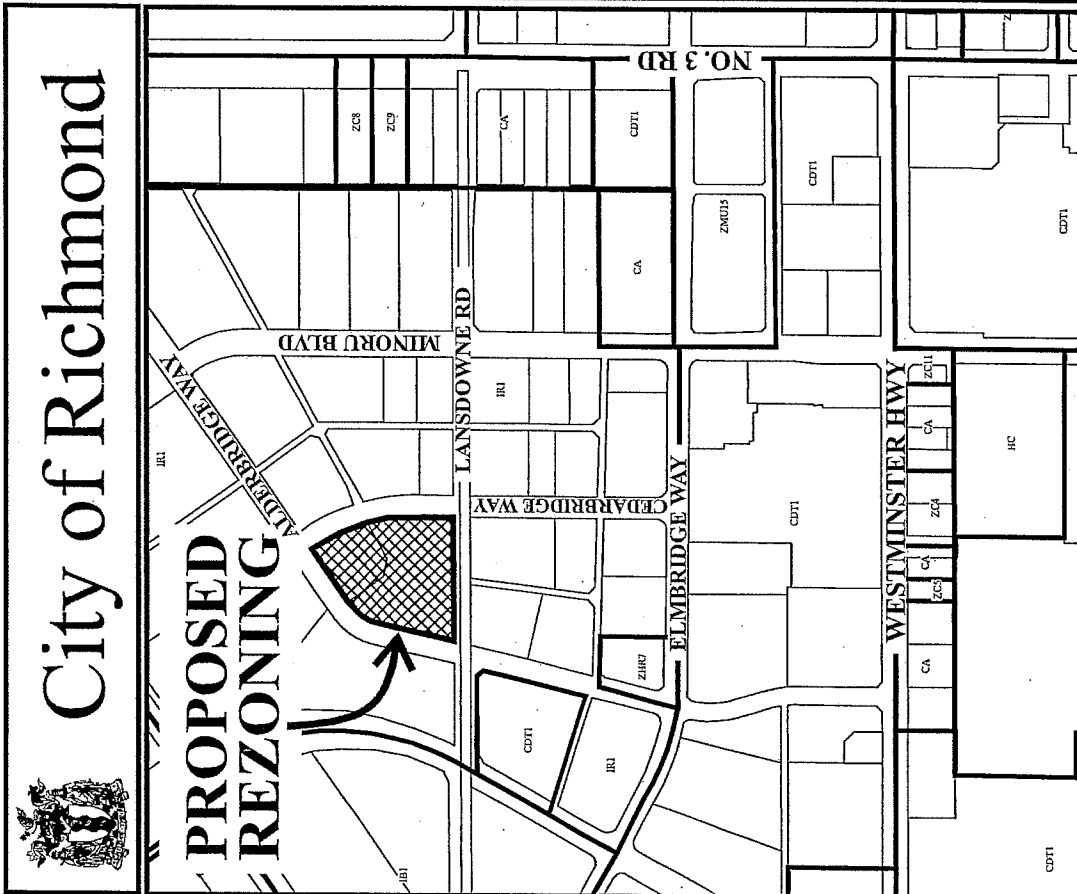 City of Richmond
PROPOSED
REZONING
IR1
ALDERBRIDGE WAY
MINORU BLVD
ZC8
ZC9
LANSDOWNE RD
IR1
CA
CEDARBRIDGE WAY
CDT1
IR1
CA
CDT1
NO. 3 RD
ZHR7
ELMBRIDGE WAY
ZMU15
CDT1
CDT1
WESTMINSTER HWY
CA
ZC5
CA
ZC4
CA
ZC11
HC
CDT1
CDT1